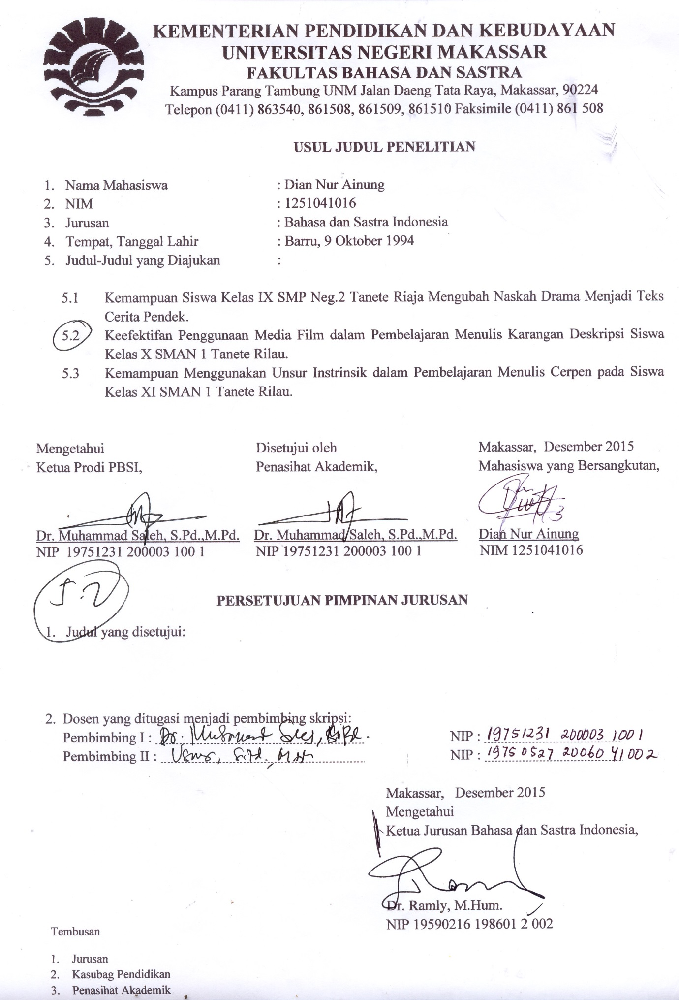 KEMENTERIAN PENDIDIKAN DAN KEBUDAYAAN
UNIVERSITAS NEGERI MAKASSAR
FAKULTAS BAHASA DAN SASTRA
Kampus Parang Tambung UNM Jalan Daeng Tata Raya, Makassar, 90224
Telepon (0411) 863540, 861508, 861509, 861510 Faksimile (0411) 861 508
USUL JUDUL PENELITIAN
1. Nama Mahasiswa : Dian Nur Ainung
2. NIM : 1251041016
3. Jurusan : Bahasa dan Sastra Indonesia
4. Tempat, Tanggal Lahir : Barru, 9 Oktober 1994
5. Judul-Judul yang Diajukan :
5.1 Kemampuan Siswa Kelas IX SMP Neg.2 Tanete Riaja Mengubah Naskah Drama Menjadi Teks
Cerita Pendek.
5.2 Keefektifan Penggunaan Media Film dalam Pembelajaran Menulis Karangan Deskripsi Siswa
Kelas X SMAN 1 Tanete Rilau.
5.3 Kemampuan Menggunakan Unsur Instrinsik dalam Pembelajaran Menulis Cerpen pada Siswa
Kelas XI SMAN 1 Tanete Rilau.
Mengetahui Disetujui oleh Makassar, Desember 2015
Ketua Prodi PBSI, Penasihat Akademik, Mahasiswa yang Bersangkutan,
Dr. Muhammad Saleh, S.Pd.,M.Pd. Dr. Muhammad Saleh, S.Pd.,M.Pd. Dian Nur Ainung
NIP 19751231 200003 100 1 NIP 19751231 200003 100 1 NIM 1251041016
5.2
PERSETUJUAN PIMPINAN JURUSAN
1. Judul yang disetujui:
2. Dosen yang ditugasi menjadi pembimbing skripsi:
Pembimbing I : Dr. NIP : 19751231 200003 1001
Pembimbing II : NIP : 19750527 20060 41002
Makassar, Desember 2015
Mengetahui
Ketua Jurusan Bahasa dan Sastra Indonesia,
Dr. Ramly, M.Hum.
NIP 19590216 198601 2 002
Tembusan
1. Jurusan
2. Kasubag Pendidikan
3. Penasihat Akademik